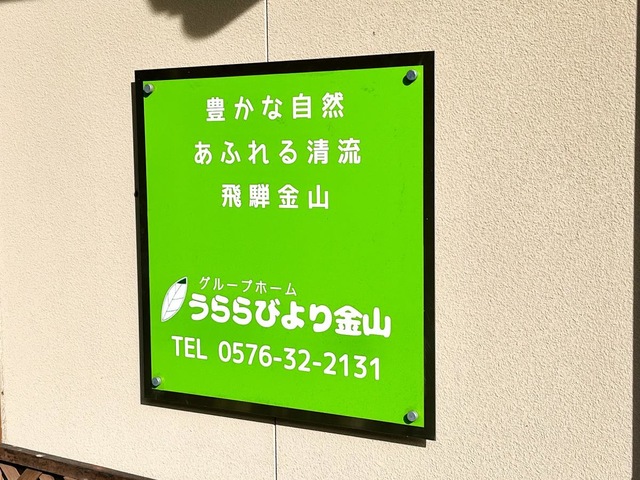 豊かな自然
あふれる清流
飛騨金山
グループホーム
うららびより金山
TEL 0576-32-2131